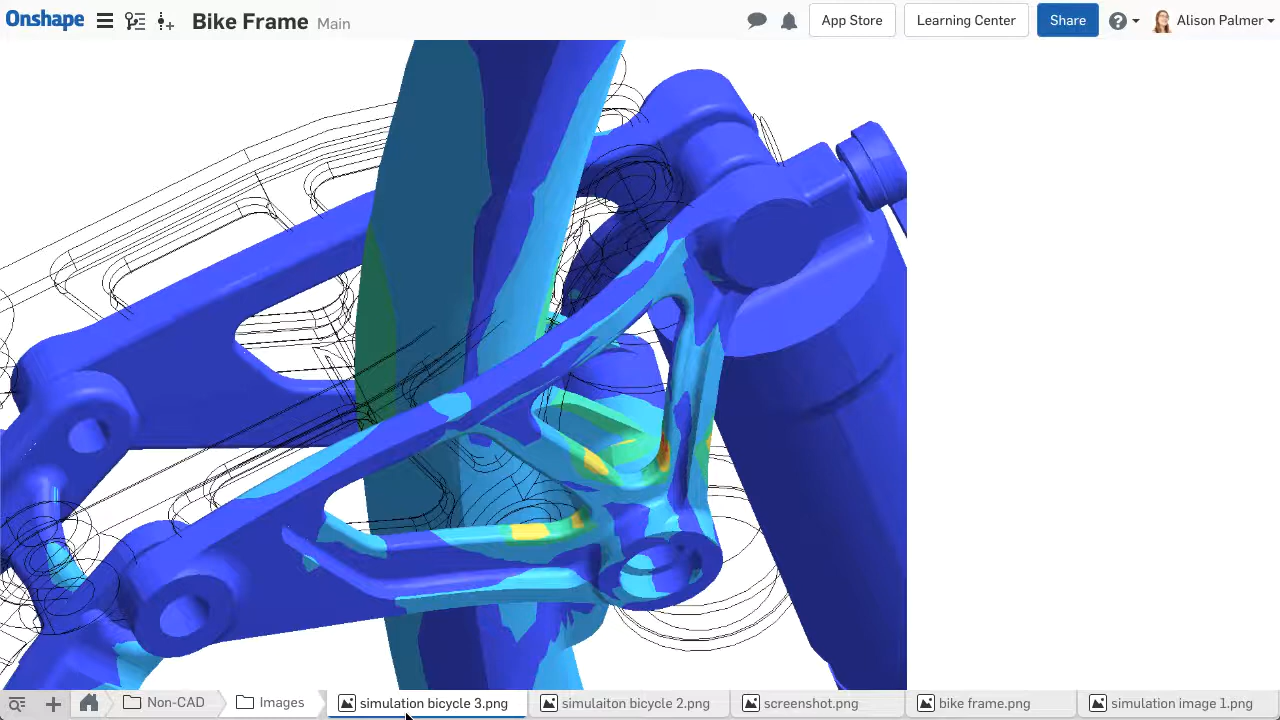 Onshape Bike Frame Main App Store Learning Center Share Alison Palmer
Non-CAD Images simulation bicycle 3.png simulaiton bicycle 2.png screenshot.png bike frame.png simulation image 1.png